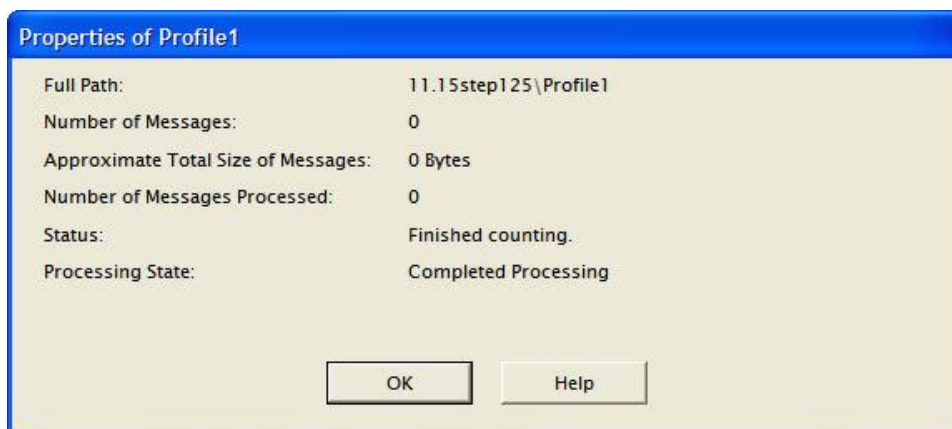 Properties of Profile1
Full Path: 11.15step125\Profile1
Number of Messages: 0
Approximate Total Size of Messages: 0 Bytes
Number of Messages Processed: 0
Status: Finished counting.
Processing State: Completed Processing
OK Help